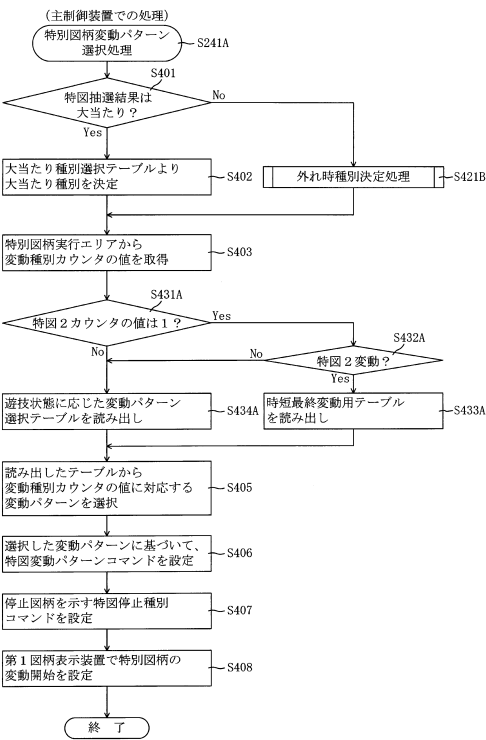 (主制御装置での処理)
特別図柄変動パターン
選択処理
S241A
S401
特図抽選結果は
大当たり？
No
Yes
大当たり種別選択テーブルより
大当たり種別を決定
S402
外れ時種別決定処理
S421B
特別図柄実行エリアから
変動種別カウンタの値を取得
S403
S431A
特図２カウンタの値は１？
Yes
No
S432A
特図２変動？
No
Yes
遊技状態に応じた変動パターン
選択テーブルを読み出し
S434A
時短最終変動用テーブル
を読み出し
S433A
読み出したテーブルから
変動種別カウンタの値に対応する
変動パターンを選択
S405
選択した変動パターンに基づいて、
特図変動パターンコマンドを設定
S406
停止図柄を示す特図停止種別
コマンドを設定
S407
第１図柄表示装置で特別図柄の
変動開始を設定
S408
終 了